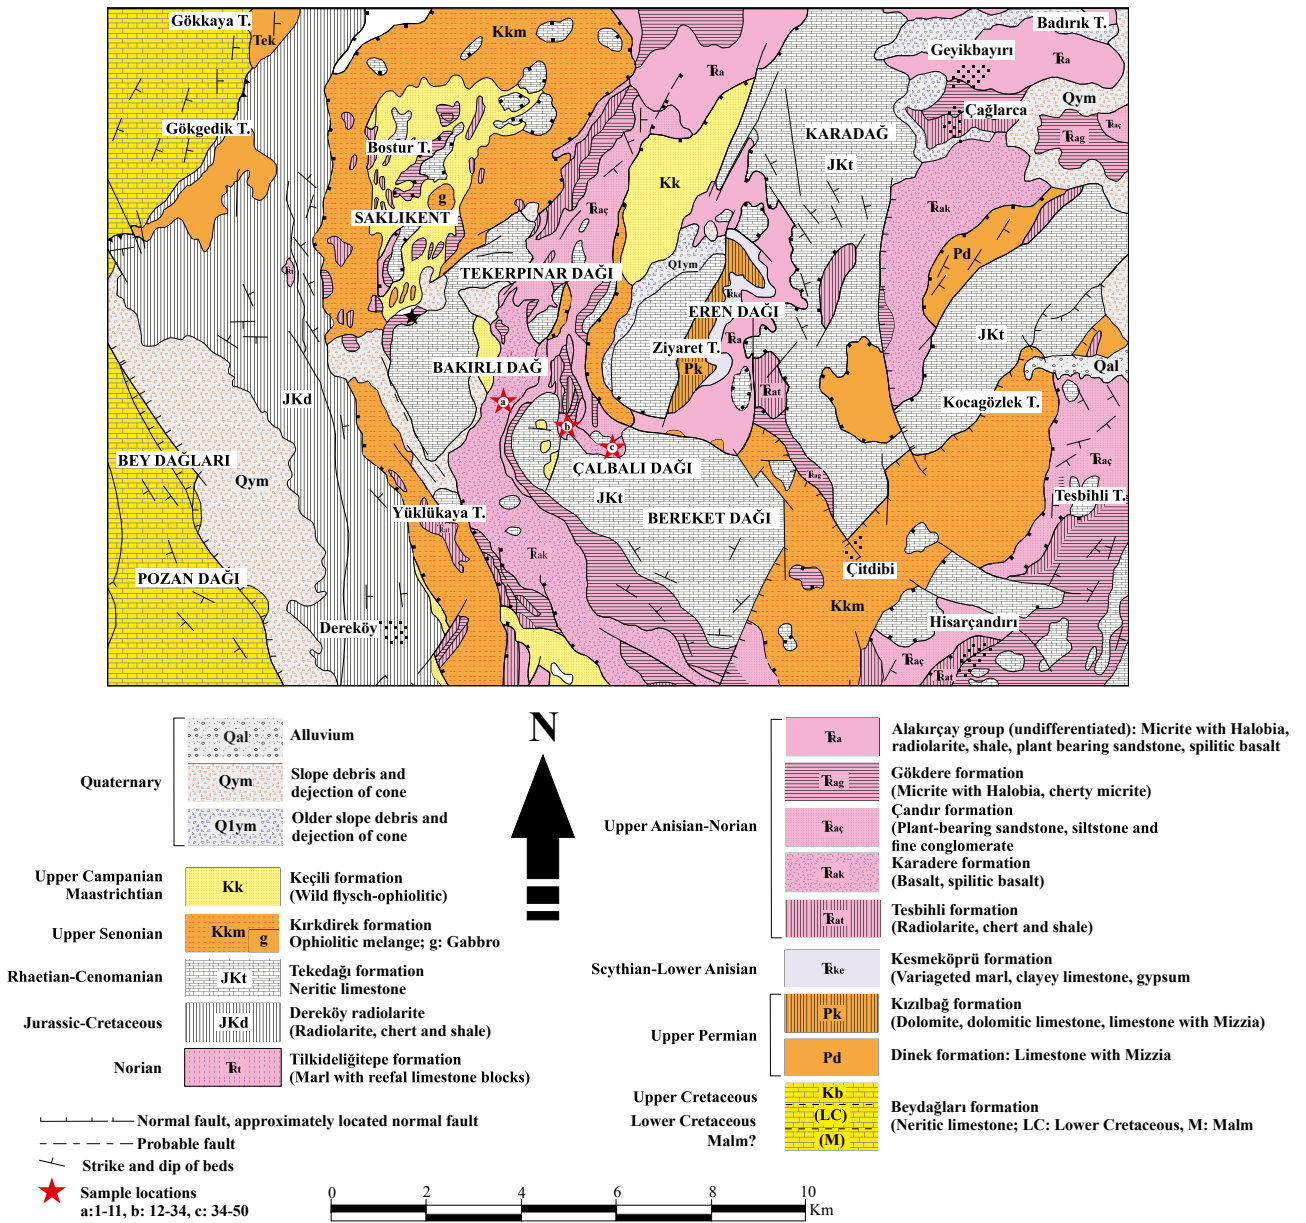 Gökkaya T.
Tek
Kkm
Badırık T.
Geyikbayırı
TRa
TRa
Qym
Çağlarca
Gökgedik T.
KARADAĞ
TRaç
TRag
Bostur T.
JKt
Kk
g
SAKLIKENT
TRaç
TRak
Pd
TRt
TEKERPINAR DAĞI
Q1ym
TRke
EREN DAĞI
JKt
TRa
Ziyaret T.
BAKIRLI DAĞ
Pk
Qal
TRat
JKd
a
Kocagözlek T.
b
c
BEY DAĞLARI
ÇALBALI DAĞI
TRaç
Qym
TRag
JKt
Tesbihli T.
Yüklükaya T.
BEREKET DAĞI
TRat
TRak
Çitdibi
POZAN DAĞI
Kkm
Dereköy
Hisarçandırı
TRaç
TRat
Quaternary
Qal
Alluvium
Qym
Slope debris and
dejection of cone
Q1ym
Older slope debris and
dejection of cone
Upper Campanian
Maastrichtian
Kk
Keçili formation
(Wild flysch-ophiolitic)
Upper Senonian
Kkm
g
Kırkdirek formation
Ophiolitic melange; g: Gabbro
Rhaetian-Cenomanian
JKt
Tekedağı formation
Neritic limestone
Jurassic-Cretaceous
JKd
Dereköy radiolarite
(Radiolarite, chert and shale)
Norian
TRt
Tilkideliğitepe formation
(Marl with reefal limestone blocks)
Normal fault, approximately located normal fault
Probable fault
Strike and dip of beds
Sample locations
a:1-11, b: 12-34, c: 34-50
N
0 2 4 6 8 10
Km
Upper Anisian-Norian
TRa
Alakırçay group (undifferentiated): Micrite with Halobia,
radiolarite, shale, plant bearing sandstone, spilitic basalt
TRag
Gökdere formation
(Micrite with Halobia, cherty micrite)
TRaç
Çandır formation
(Plant-bearing sandstone, siltstone and
fine conglomerate
TRak
Karadere formation
(Basalt, spilitic basalt)
TRat
Tesbihli formation
(Radiolarite, chert and shale)
Scythian-Lower Anisian
TRke
Kesmeköprü formation
(Variageted marl, clayey limestone, gypsum
Upper Permian
Pk
Kızılbağ formation
(Dolomite, dolomitic limestone, limestone with Mizzia)
Pd
Dinek formation: Limestone with Mizzia
Upper Cretaceous
Lower Cretaceous
Malm?
Kb
(LC)
(M)
Beydağları formation
(Neritic limestone; LC: Lower Cretaceous, M: Malm